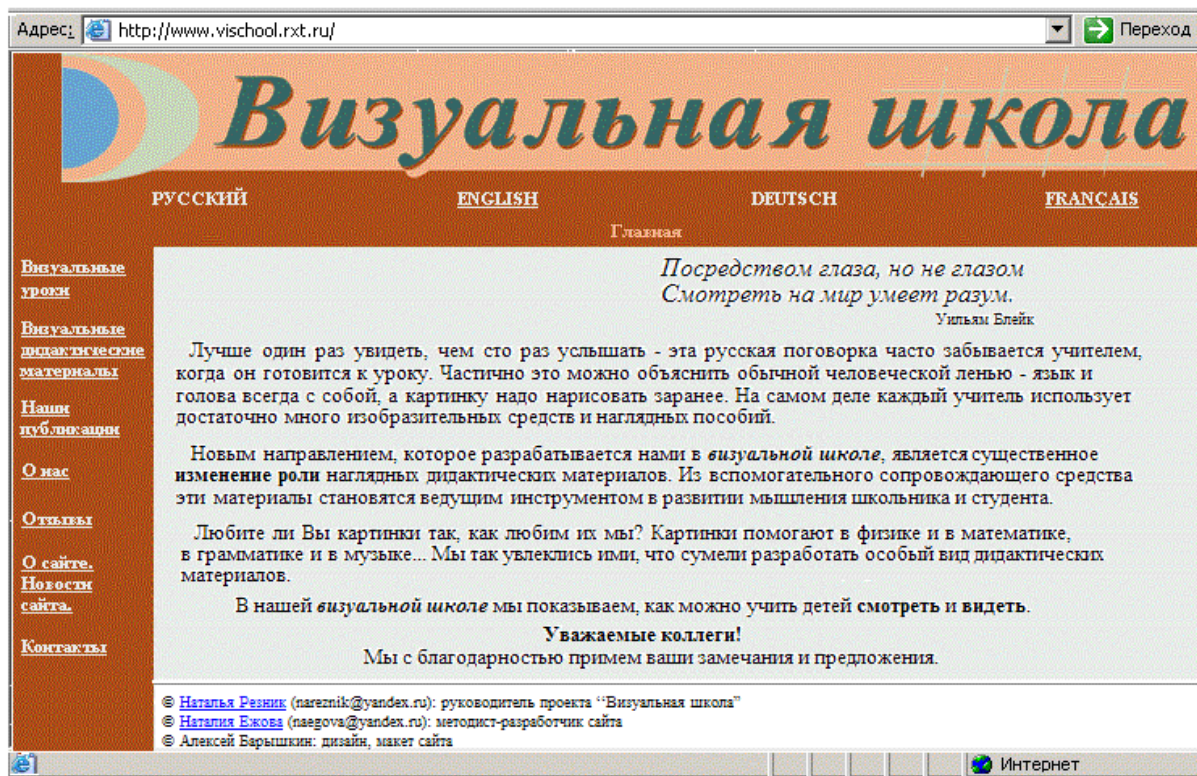 Адрес: http://www.vischool.rxt.ru/ Переход
Визуальная школа
РУССКИЙ ENGLISH DEUTSCH FRANÇAIS
Главная
Визуальные
уроки
Визуальные
дидактические
материалы
Наши
публикации
О нас
Отзывы
О сайте.
Новости
сайта.
Контакты
Посредством глаза, но не глазом
Смотреть на мир умеет разум.
Уильям Блейк
Лучше один раз увидеть, чем сто раз услышать - эта русская поговорка часто забывается учителем,
когда он готовится к уроку. Частично это можно объяснить обычной человеческой ленью - язык и
голова всегда с собой, а картинку надо нарисовать заранее. На самом деле каждый учитель использует
достаточно много изобразительных средств и наглядных пособий.
Новым направлением, которое разрабатывается нами в визуальной школе, является существенное
изменение роли наглядных дидактических материалов. Из вспомогательного сопровождающего средства
эти материалы становятся ведущим инструментом в развитии мышления школьника и студента.
Любите ли Вы картинки так, как любим их мы? Картинки помогают в физике и в математике,
в грамматике и в музыке... Мы так увлеклись ими, что сумели разработать особый вид дидактических
материалов.
В нашей визуальной школе мы показываем, как можно учить детей смотреть и видеть.
Уважаемые коллеги!
Мы с благодарностью примем ваши замечания и предложения.
© Наталья Резник (nareznik@yandex.ru): руководитель проекта “Визуальная школа”
© Наталия Ежова (naegova@yandex.ru): методист-разработчик сайта
© Алексей Барышкин: дизайн, макет сайта
Интернет